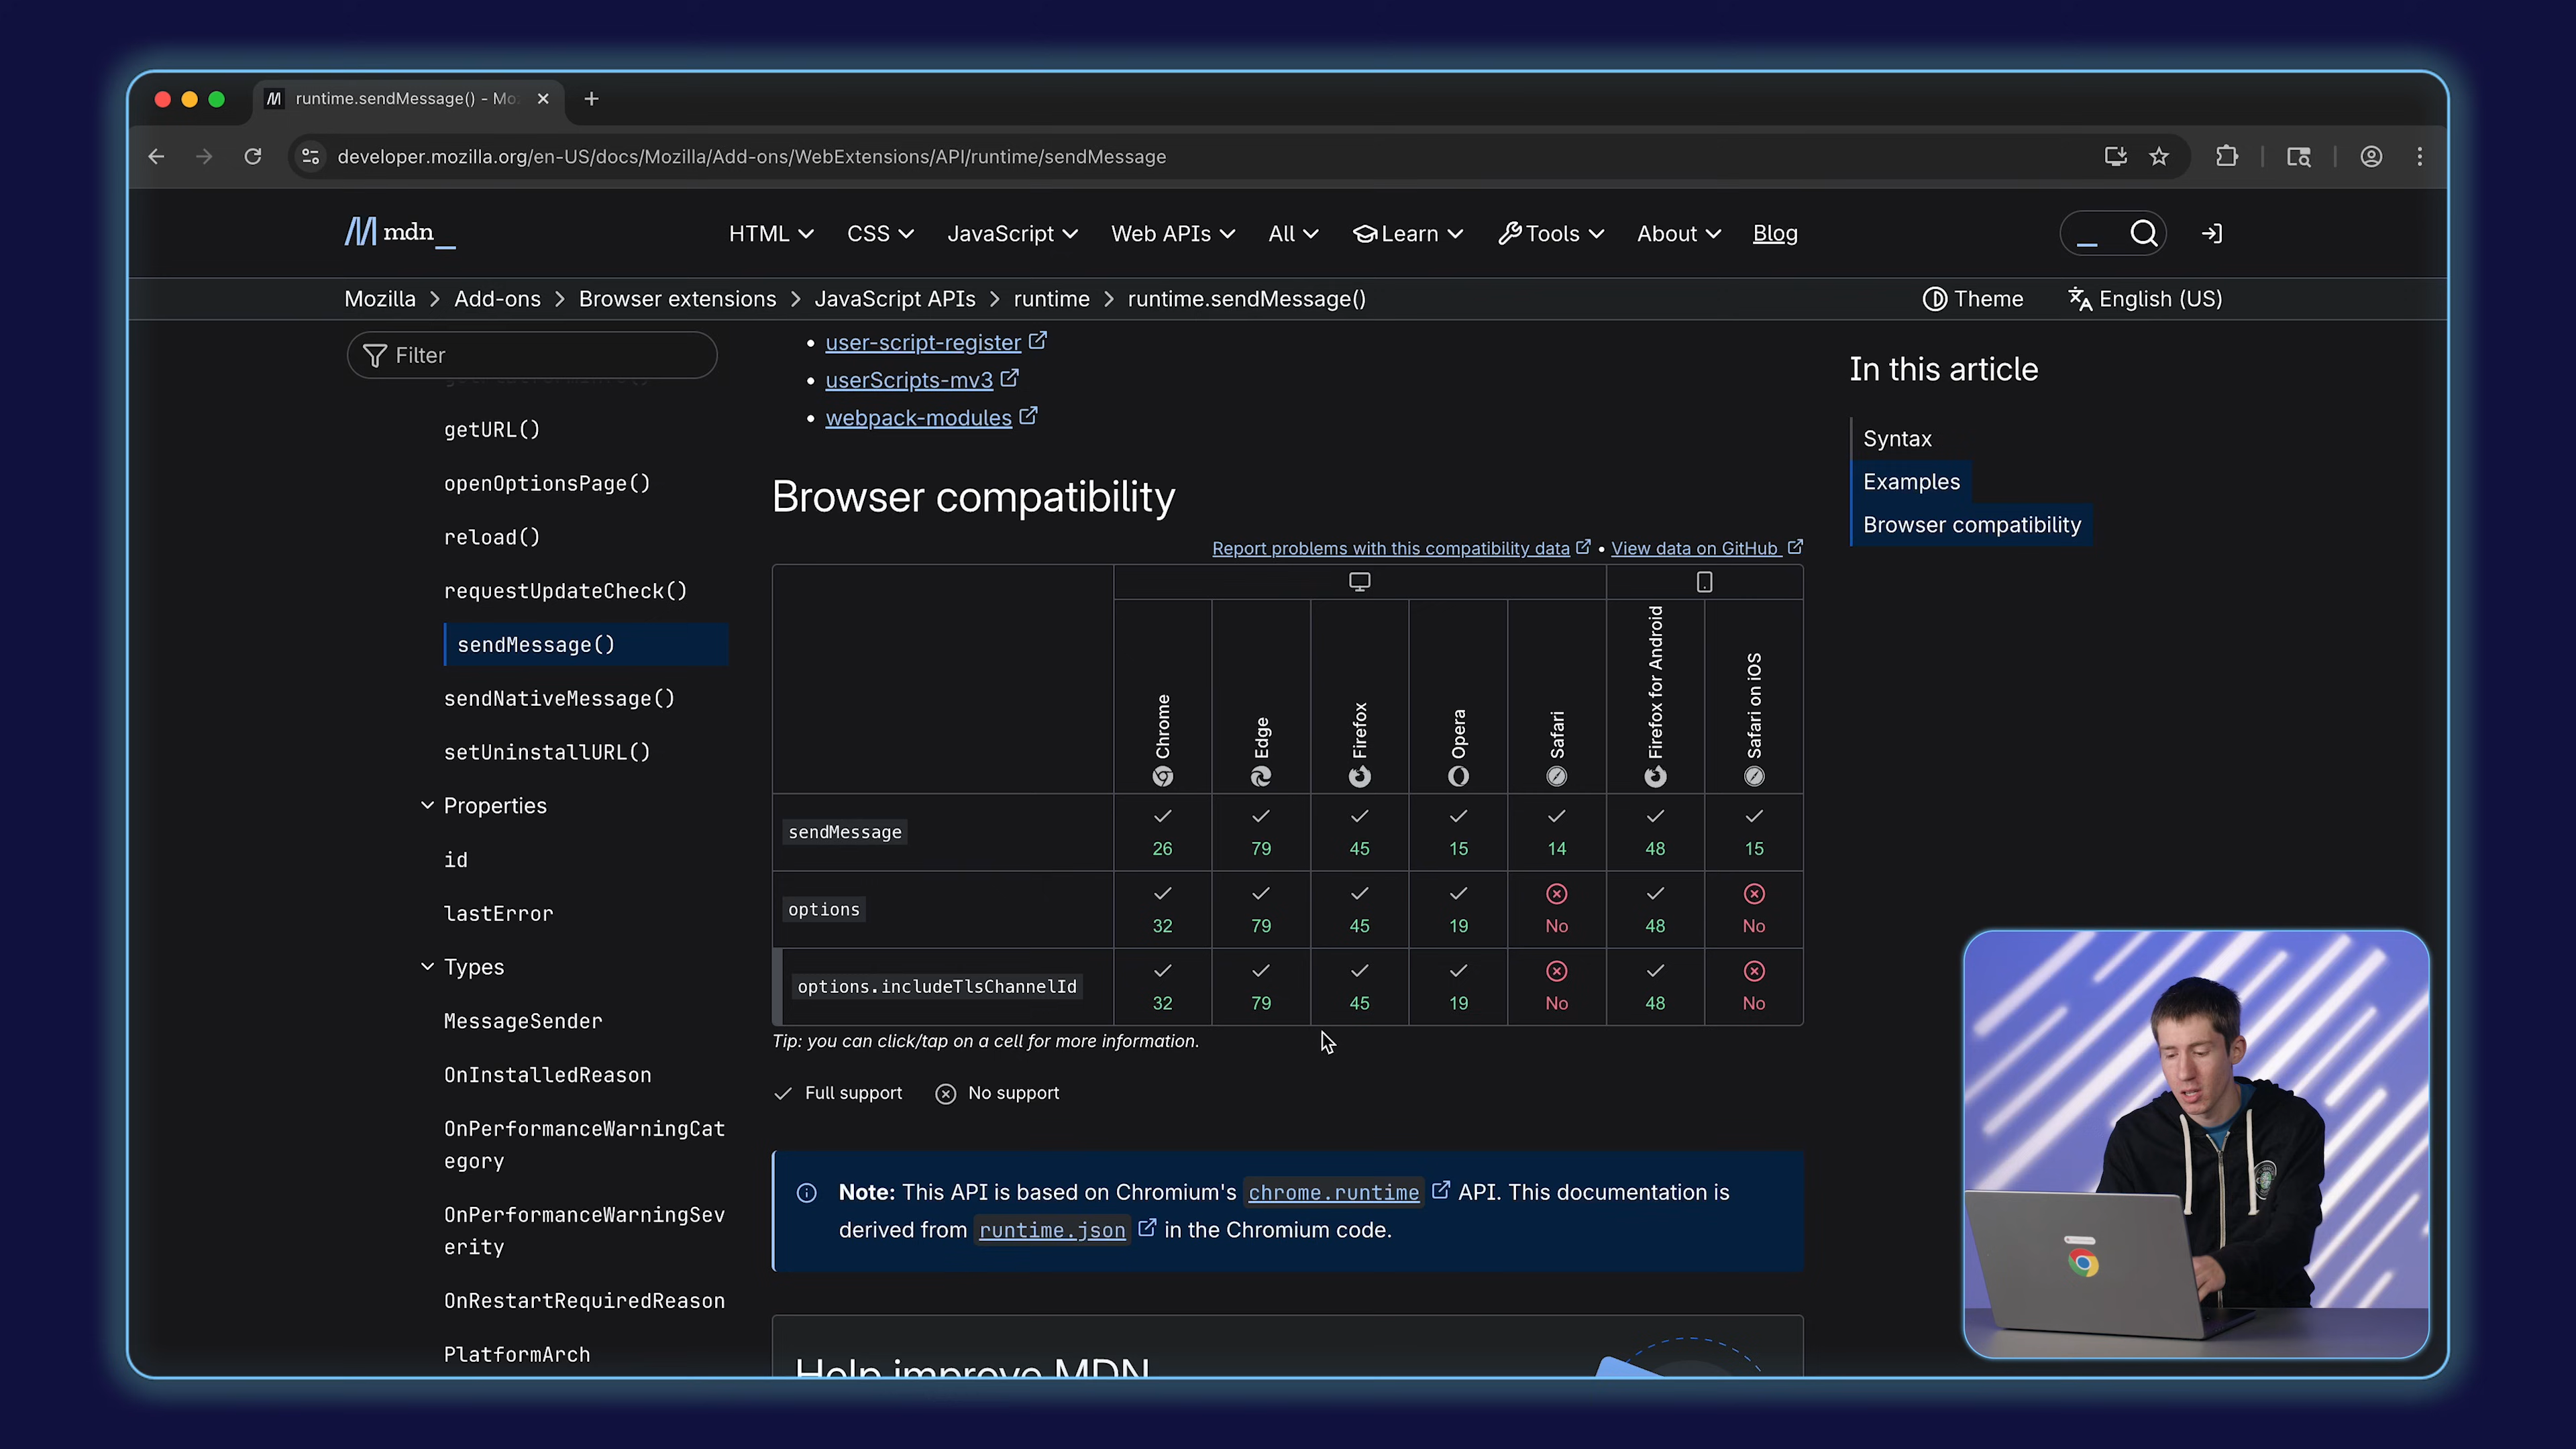 runtime.sendMessage() - Mo
developer.mozilla.org/en-US/docs/Mozilla/Add-ons/WebExtensions/API/runtime/sendMessage
mdn_
HTML
CSS
JavaScript
Web APIs
All
Learn
Tools
About
Blog
Mozilla > Add-ons > Browser extensions > JavaScript APIs > runtime > runtime.sendMessage()
Theme
English (US)
Filter
getURL()
openOptionsPage()
reload()
requestUpdateCheck()
sendMessage()
sendNativeMessage()
setUninstallURL()
Properties
id
lastError
Types
MessageSender
OnInstalledReason
OnPerformanceWarningCat
egory
OnPerformanceWarningSev
erity
OnRestartRequiredReason
PlatformArch
• user-script-register
• userScripts-mv3
• webpack-modules
Browser compatibility
Report problems with this compatibility data • View data on GitHub
Chrome
Edge
Firefox
Opera
Safari
Firefox for Android
Safari on iOS
sendMessage 26 79 45 15 14 48 15
options 32 79 45 19 No 48 No
options.includeTlsChannelId 32 79 45 19 No 48 No
Tip: you can click/tap on a cell for more information.
Full support
No support
Note: This API is based on Chromium's chrome.runtime API. This documentation is
derived from runtime.json in the Chromium code.
Help improve MDN
In this article
Syntax
Examples
Browser compatibility